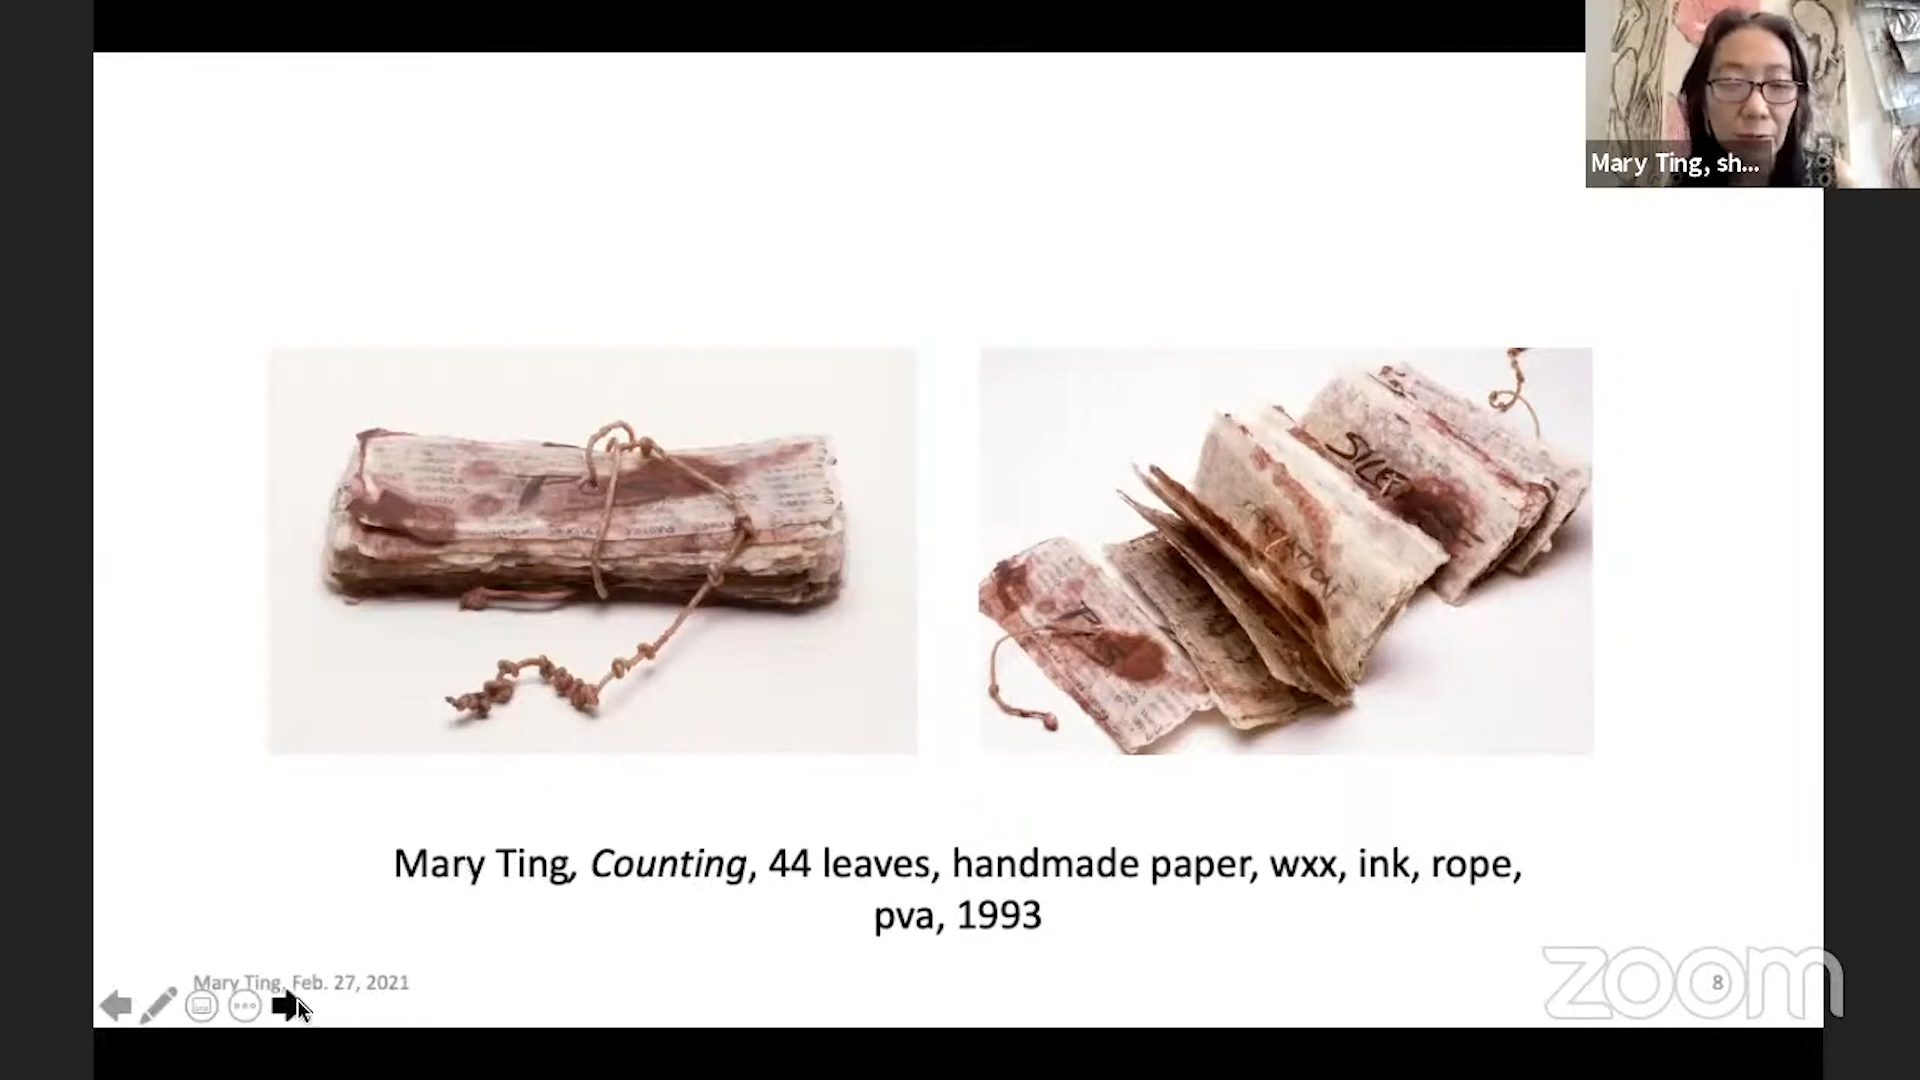 Mary Ting, sh...
SILEN
Mary Ting, Counting, 44 leaves, handmade paper, wxx, ink, rope,
pva, 1993
Mary Ting, Feb. 27, 2021
8
zoom